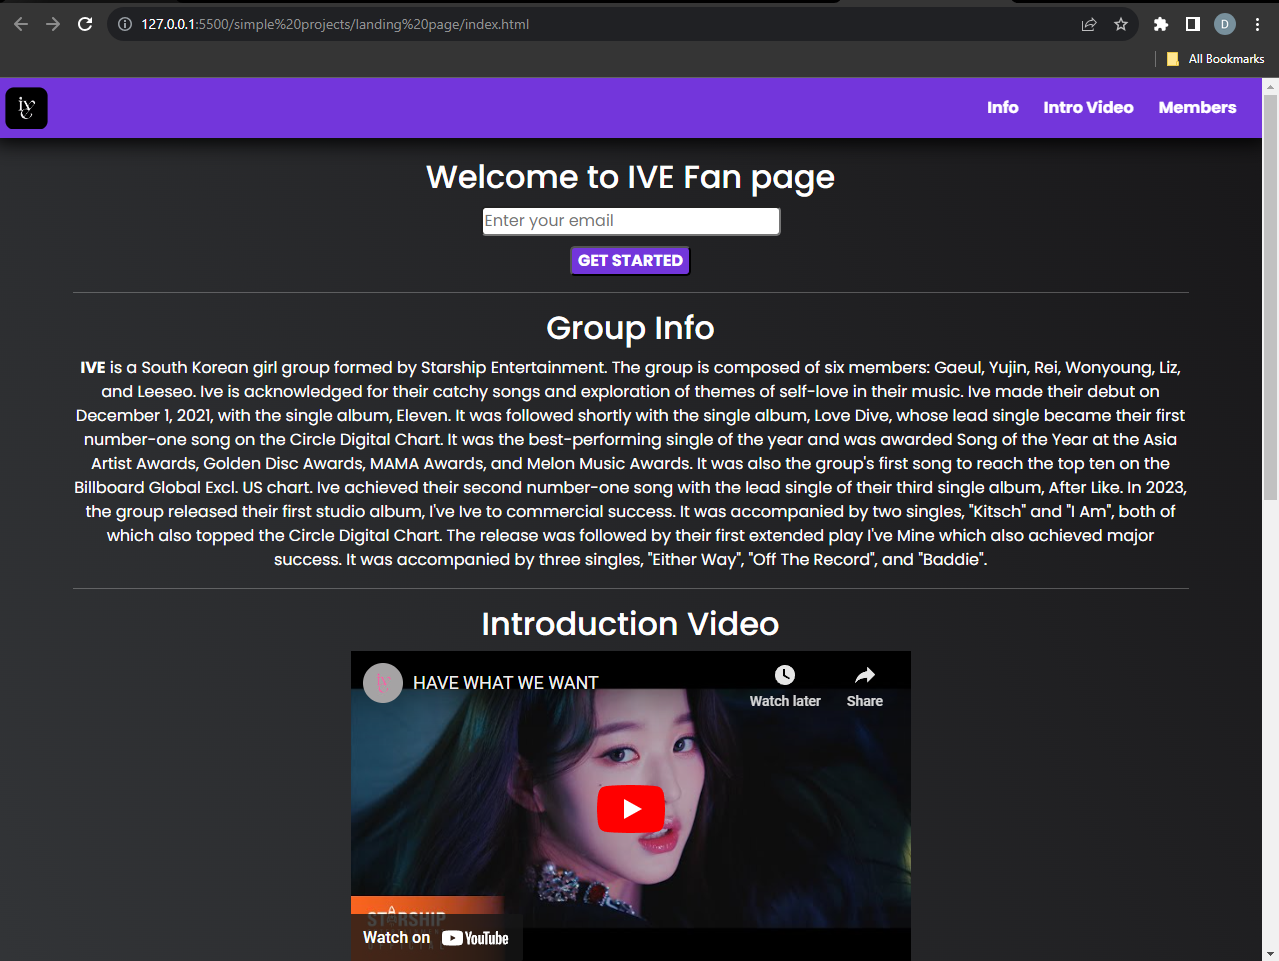 127.0.0.1:5500/simple%20projects/landing%20page/index.html
D
All Bookmarks
ive
Info Intro Video Members
Welcome to IVE Fan page
Enter your email
GET STARTED
Group Info
IVE is a South Korean girl group formed by Starship Entertainment. The group is composed of six members: Gaeul, Yujin, Rei, Wonyoung, Liz,
and Leeseo. Ive is acknowledged for their catchy songs and exploration of themes of self-love in their music. Ive made their debut on
December 1, 2021, with the single album, Eleven. It was followed shortly with the single album, Love Dive, whose lead single became their first
number-one song on the Circle Digital Chart. It was the best-performing single of the year and was awarded Song of the Year at the Asia
Artist Awards, Golden Disc Awards, MAMA Awards, and Melon Music Awards. It was also the group's first song to reach the top ten on the
Billboard Global Excl. US chart. Ive achieved their second number-one song with the lead single of their third single album, After Like. In 2023,
the group released their first studio album, I've Ive to commercial success. It was accompanied by two singles, "Kitsch" and "I Am", both of
which also topped the Circle Digital Chart. The release was followed by their first extended play I've Mine which also achieved major
success. It was accompanied by three singles, "Either Way", "Off The Record", and "Baddie".
Introduction Video
HAVE WHAT WE WANT
Watch later Share
STARSHIP
Watch on YouTube